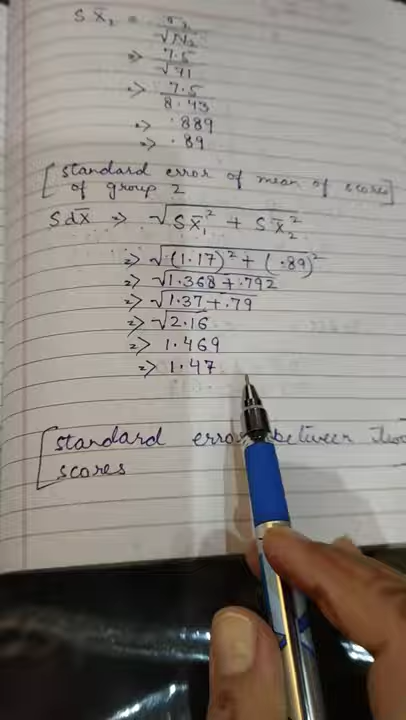 S X̄₂ = σ₂
√N₂
=> 7.5
√71
=> 7.5
8.43
=> .889
=> .89
[standard error of mean of scores]
of group 2
Sdx̄ => √SX̄₁² + SX̄₂²
=> √(1.17)² + (.89)²
=> √1.368 + .792
=> √1.37 + .79
=> √2.16
=> 1.469
=> 1.47
[standard error between two
scores